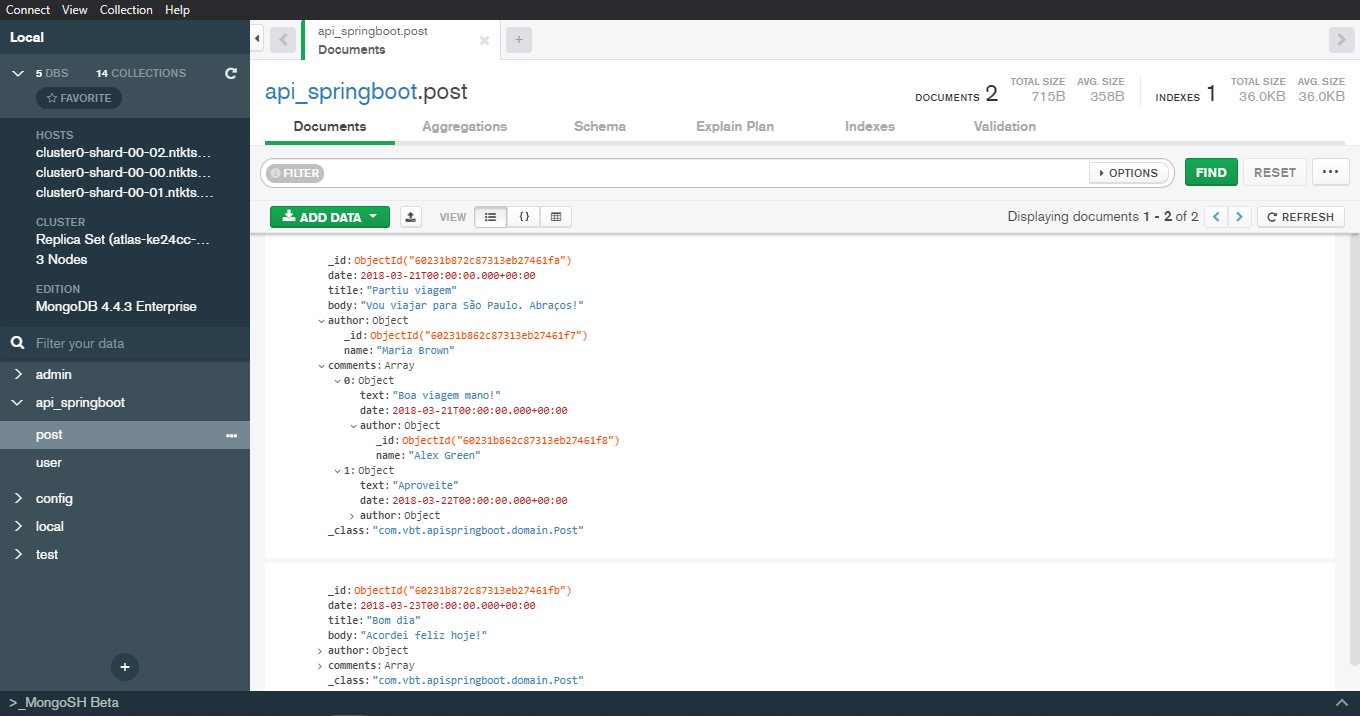 Connect View Collection Help
Local
5 DBS 14 COLLECTIONS
FAVORITE
HOSTS
cluster0-shard-00-02.ntkts...
cluster0-shard-00-00.ntkts...
cluster0-shard-00-01.ntkts....
CLUSTER
Replica Set (atlas-ke24cc-...
3 Nodes
EDITION
MongoDB 4.4.3 Enterprise
Filter your data
admin
api_springboot
post
user
config
local
test
>_MongoSH Beta
api_springboot.post
Documents
api_springboot.post
DOCUMENTS 2
TOTAL SIZE
715B
AVG. SIZE
358B
INDEXES 1
TOTAL SIZE
36.0KB
AVG. SIZE
36.0KB
Documents Aggregations Schema Explain Plan Indexes Validation
FILTER OPTIONS FIND RESET ...
ADD DATA VIEW {} Displaying documents 1 - 2 of 2 < > REFRESH
_id: ObjectId("60231b872c87313eb27461fa")
date: 2018-03-21T00:00:00.000+00:00
title: "Partiu viagem"
body: "Vou viajar para São Paulo. Abraços!"
author: Object
_id: ObjectId("60231b862c87313eb27461f7")
name: "Maria Brown"
comments: Array
0: Object
text: "Boa viagem mano!"
date: 2018-03-21T00:00:00.000+00:00
author: Object
_id: ObjectId("60231b862c87313eb27461f8")
name: "Alex Green"
1: Object
text: "Aproveite"
date: 2018-03-22T00:00:00.000+00:00
author: Object
_class: "com.vbt.apispringboot.domain.Post"
_id: ObjectId("60231b872c87313eb27461fb")
date: 2018-03-23T00:00:00.000+00:00
title: "Bom dia"
body: "Acordei feliz hoje!"
author: Object
comments: Array
_class: "com.vbt.apispringboot.domain.Post"